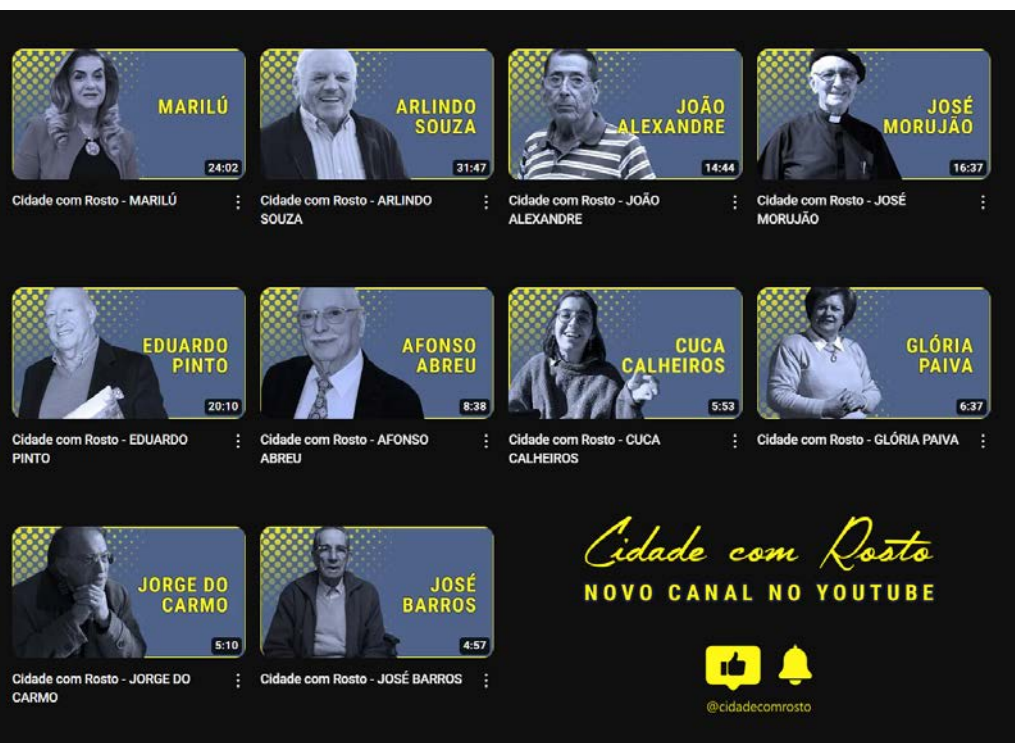 MARILÚ
24:02
Cidade com Rosto - MARILÚ
ARLINDO
SOUZA
31:47
Cidade com Rosto - ARLINDO
SOUZA
JOÃO
ALEXANDRE
14:44
Cidade com Rosto - JOÃO
ALEXANDRE
JOSÉ
MORUJÃO
16:37
Cidade com Rosto - JOSÉ
MORUJÃO
EDUARDO
PINTO
20:10
Cidade com Rosto - EDUARDO
PINTO
AFONSO
ABREU
8:38
Cidade com Rosto - AFONSO
ABREU
CUCA
CALHEIROS
5:53
Cidade com Rosto - CUCA
CALHEIROS
GLÓRIA
PAIVA
6:37
Cidade com Rosto - GLÓRIA PAIVA
JORGE DO
CARMO
5:10
Cidade com Rosto - JORGE DO
CARMO
JOSÉ
BARROS
4:57
Cidade com Rosto - JOSÉ BARROS
Cidade com Rosto
NOVO CANAL NO YOUTUBE
@cidadecomrosto